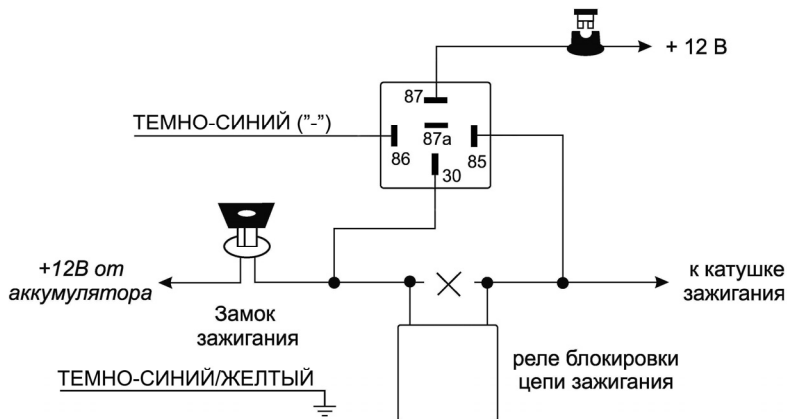 + 12 В
87
ТЕМНО-СИНИЙ ("-")
87а
86
85
30
+12В от
аккумулятора
Замок
зажигания
к катушке
зажигания
реле блокировки
цепи зажигания
ТЕМНО-СИНИЙ/ЖЕЛТЫЙ